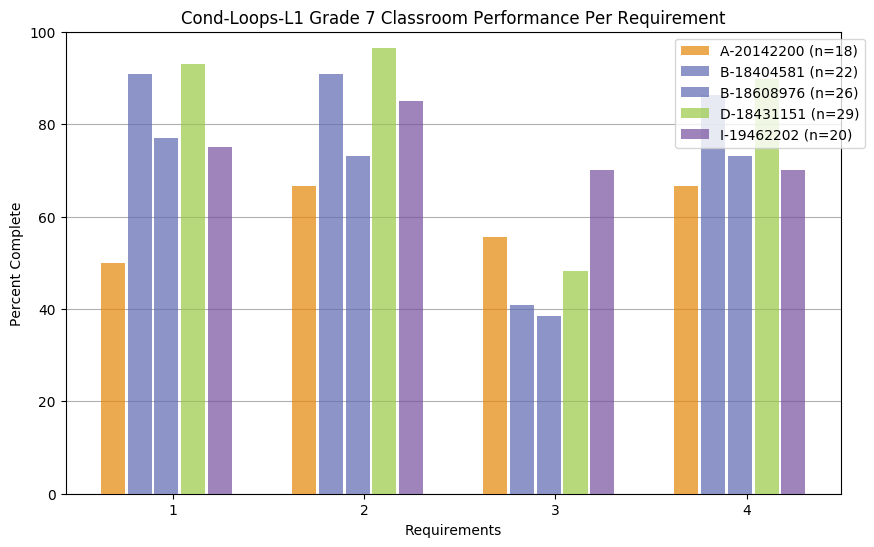 Cond-Loops-L1 Grade 7 Classroom Performance Per Requirement
100
80
60
40
20
0
Percent Complete
1 2 3 4
Requirements
A-20142200 (n=18)
B-18404581 (n=22)
B-18608976 (n=26)
D-18431151 (n=29)
I-19462202 (n=20)